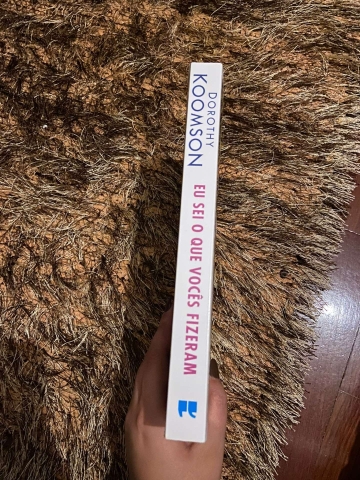 DOROTHY
KOOMSON
EU SEI O QUE VOCÊS FIZERAM